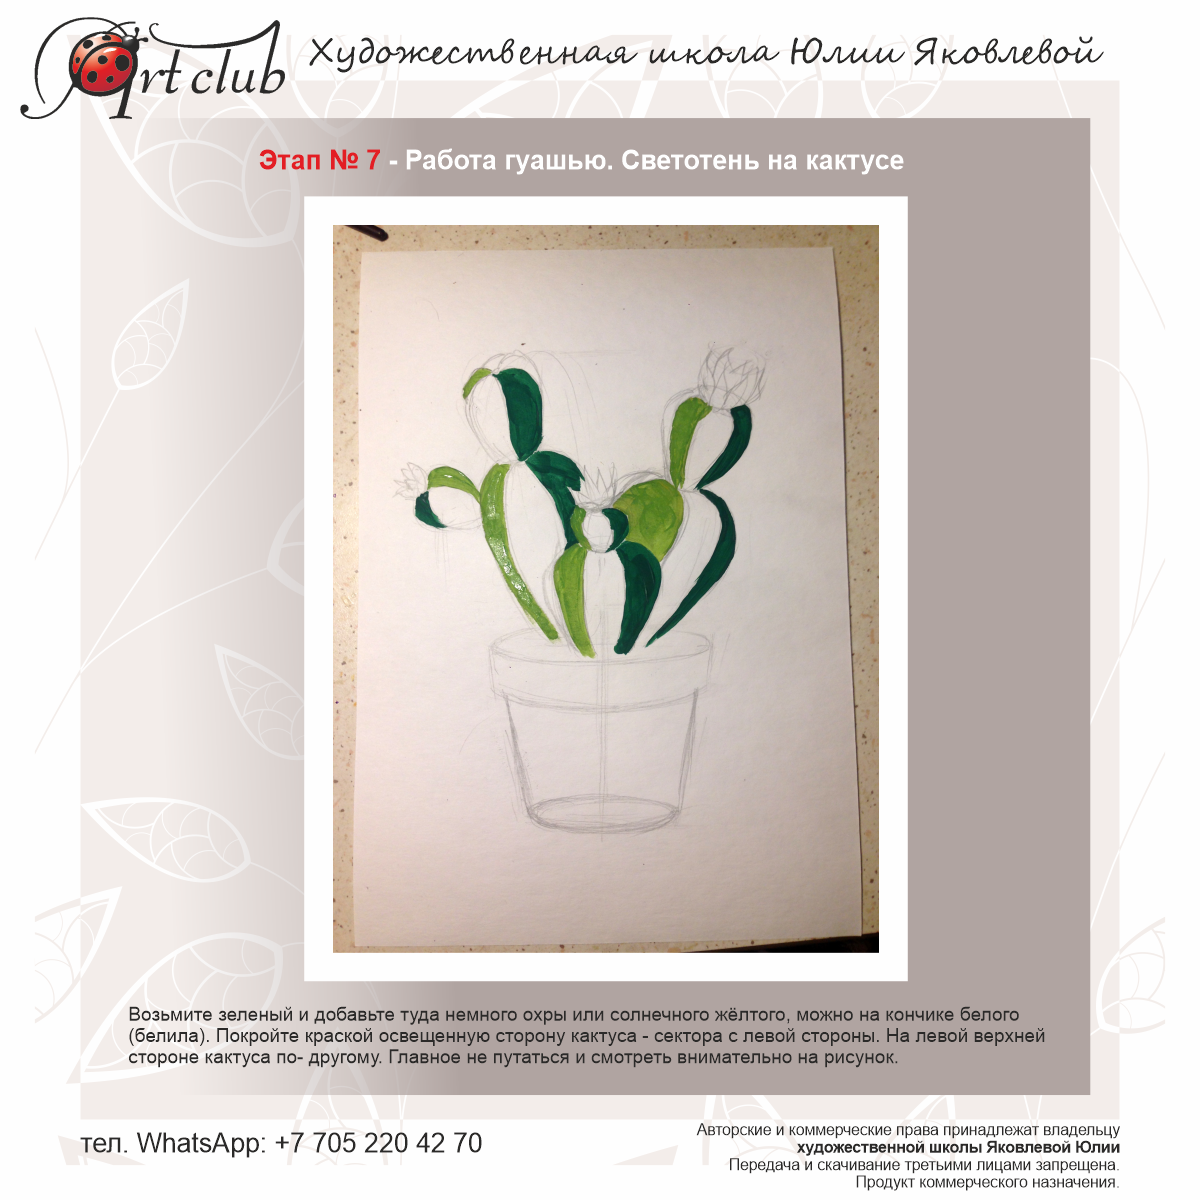 Art club
Художественная школа Юлии Яковлевой
Этап № 7 - Работа гуашью. Светотень на кактусе
Возьмите зеленый и добавьте туда немного охры или солнечного жёлтого, можно на кончике белого
(белила). Покройте краской освещенную сторону кактуса - сектора с левой стороны. На левой верхней
стороне кактуса по- другому. Главное не путаться и смотреть внимательно на рисунок.
тел. WhatsApp: +7 705 220 42 70
Авторские и коммерческие права принадлежат владельцу
художественной школы Яковлевой Юлии
Передача и скачивание третьими лицами запрещена.
Продукт коммерческого назначения.